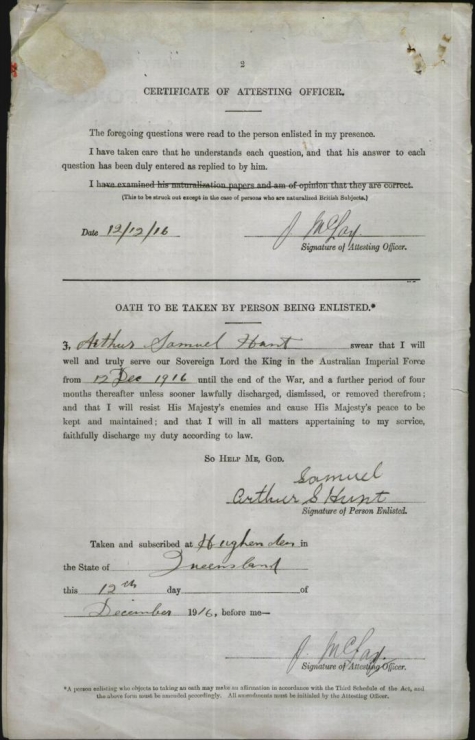 2
CERTIFICATE OF ATTESTING OFFICER.
The foregoing questions were read to the person enlisted in my presence.
I have taken care that he understands each question, and that his answer to each
question has been duly entered as replied to by him.
I have examined his naturalization papers and am of opinion that they are correct.
(This to be struck out except in the case of persons who are naturalized British Subjects.)
Date 12/12/16
J McLay.
Signature of Attesting Officer.
OATH TO BE TAKEN BY PERSON BEING ENLISTED.*
I, Arthur Samuel Hunt swear that I will
well and truly serve our Sovereign Lord the King in the Australian Imperial Force
from 12 Dec 1916 until the end of the War, and a further period of four
months thereafter unless sooner lawfully discharged, dismissed, or removed therefrom;
and that I will resist His Majesty's enemies and cause His Majesty's peace to be
kept and maintained; and that I will in all matters appertaining to my service,
faithfully discharge my duty according to law.
SO HELP ME, GOD.
Samuel
Arthur S Hunt
Signature of Person Enlisted.
Taken and subscribed at Hughenden in
the State of Queensland
this 12th day of
December 1916, before me—
J McLay.
Signature of Attesting Officer.
*A person enlisting who objects to taking an oath may make an affirmation in accordance with the Third Schedule of the Act, and
the above form must be amended accordingly. All amendments must be initialed by the Attesting Officer.